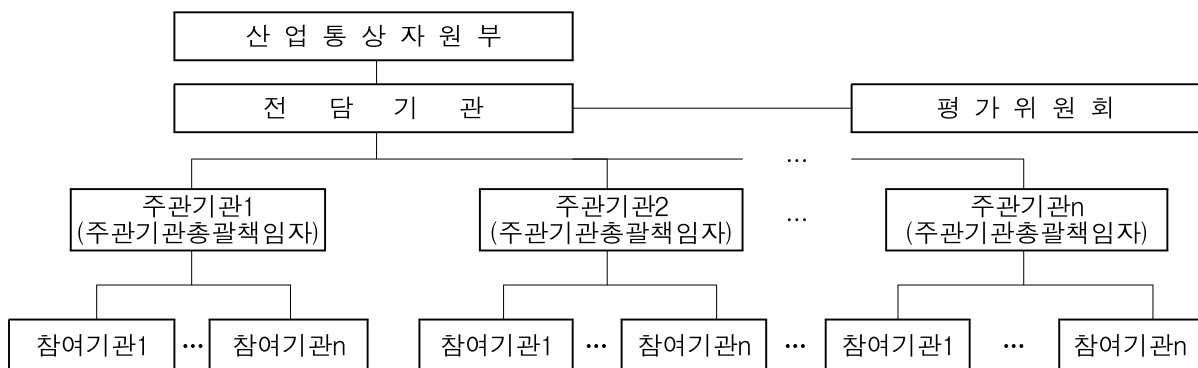 산 업 통 상 자 원 부
전 담 기 관
평 가 위 원 회
...
주관기관1
(주관기관총괄책임자)
주관기관2
(주관기관총괄책임자)
...
주관기관n
(주관기관총괄책임자)
참여기관1 ... 참여기관n 참여기관1 ... 참여기관n ... 참여기관1 ... 참여기관n